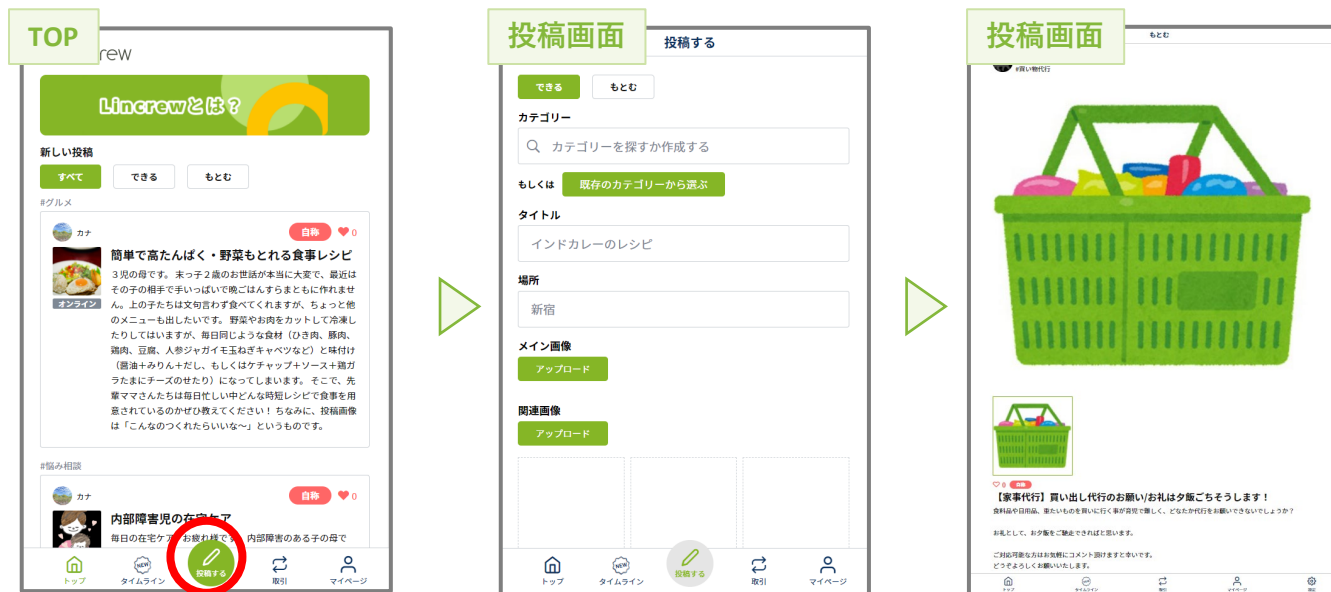 TOP
rew
Lincrewとは？
新しい投稿
すべて
できる
もとむ
#グルメ
カナ
自称
0
簡単で高たんぱく・野菜もとれる食事レシピ
オンライン
３児の母です。 末っ子２歳のお世話が本当に大変で、最近は
その子の相手で手いっぱいで晩ごはんすらまともに作れませ
ん。上の子たちは文句言わず食べてくれますが、ちょっと他
のメニューも出したいです。 野菜やお肉をカットして冷凍し
たりしてはいますが、毎日同じような食材（ひき肉、豚肉、
鶏肉、豆腐、人参ジャガイモ玉ねぎキャベツなど）と味付け
（醤油＋みりん＋だし、もしくはケチャップ＋ソース＋鶏ガ
ラたまにチーズのせたり）になってしまいます。 そこで、先
輩ママさんたちは毎日忙しい中どんな時短レシピで食事を用
意されているのかぜひ教えてください！ ちなみに、投稿画像
は「こんなのつくれたらいいな〜」というものです。
#悩み相談
カナ
自称
0
内部障害児の在宅ケア
毎日の在宅ケア、お疲れ様です。内部障害のある子の母で
トップ
NEW
タイムライン
投稿する
取引
マイページ
投稿画面
投稿する
できる
もとむ
カテゴリー
カテゴリーを探すか作成する
もしくは
既存のカテゴリーから選ぶ
タイトル
インドカレーのレシピ
場所
新宿
メイン画像
アップロード
関連画像
アップロード
トップ
NEW
タイムライン
投稿する
取引
マイページ
投稿画面
もとむ
#買い物代行
0
自称
【家事代行】買い出し代行のお願い/お礼は夕飯ごちそうします！
食料品や日用品、重たいものを買いに行く事が育児で難しく、どなたか代行をお願いできないでしょうか？
お礼として、お夕飯をご馳走できればと思います。
ご対応可能な方はお気軽にコメント頂けますと幸いです。
どうぞよろしくお願いいたします。
トップ
タイムライン
取引
マイページ
設定